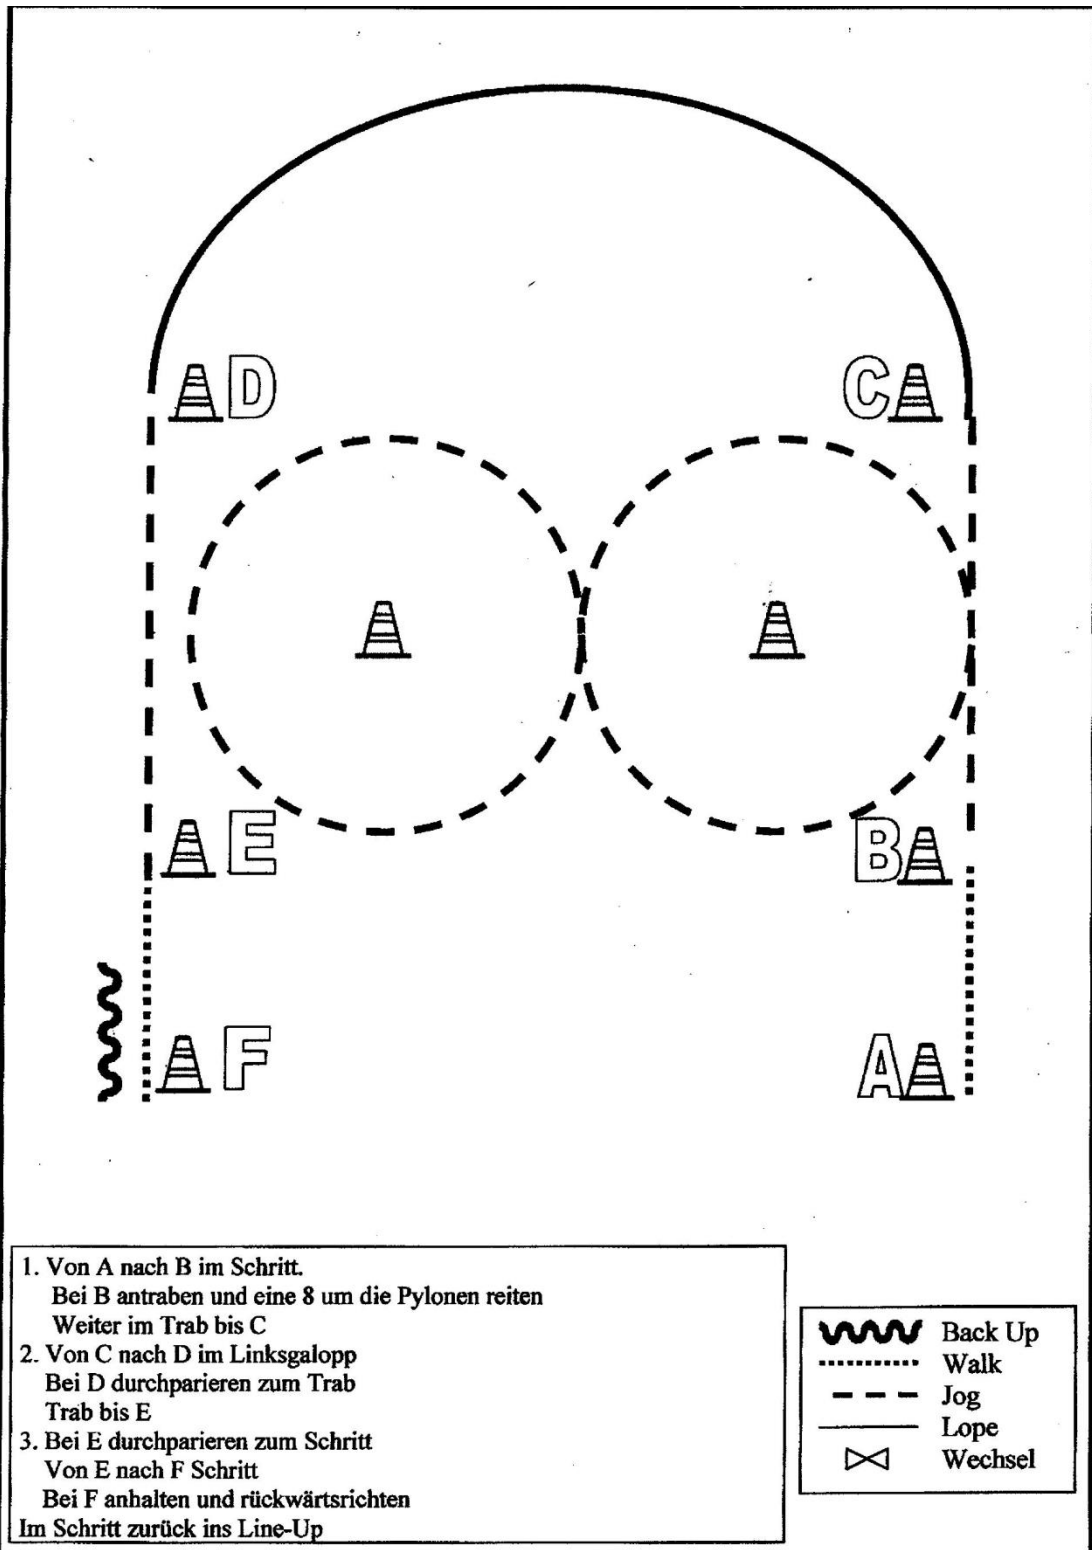 D
C
E
B
F
A
1. Von A nach B im Schritt.
Bei B antraben und eine 8 um die Pylonen reiten
Weiter im Trab bis C
2. Von C nach D im Linksgalopp
Bei D durchparieren zum Trab
Trab bis E
3. Bei E durchparieren zum Schritt
Von E nach F Schritt
Bei F anhalten und rückwärtsrichten
Im Schritt zurück ins Line-Up
Back Up
Walk
Jog
Lope
Wechsel